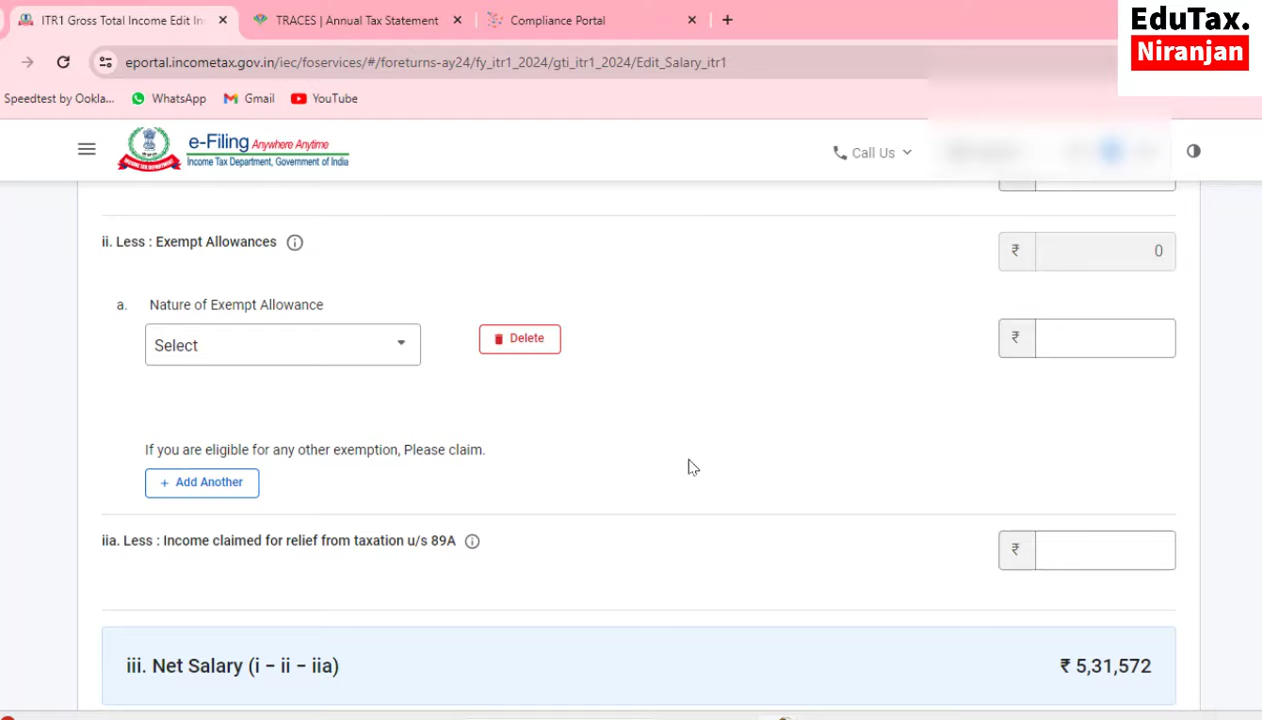 ITR1 Gross Total Income Edit In
TRACES | Annual Tax Statement
Compliance Portal
EduTax.
Niranjan
eportal.incometax.gov.in/iec/foservices/#/foreturns-ay24/fy_itr1_2024/gti_itr1_2024/Edit_Salary_itr1
Speedtest by Ookla...
WhatsApp
Gmail
YouTube
e-Filing Anywhere Anytime
Income Tax Department, Government of India
Call Us
ii. Less : Exempt Allowances
₹ 0
a. Nature of Exempt Allowance
Select
Delete
₹
If you are eligible for any other exemption, Please claim.
+ Add Another
iia. Less : Income claimed for relief from taxation u/s 89A
₹
iii. Net Salary (i − ii − iia)
₹ 5,31,572